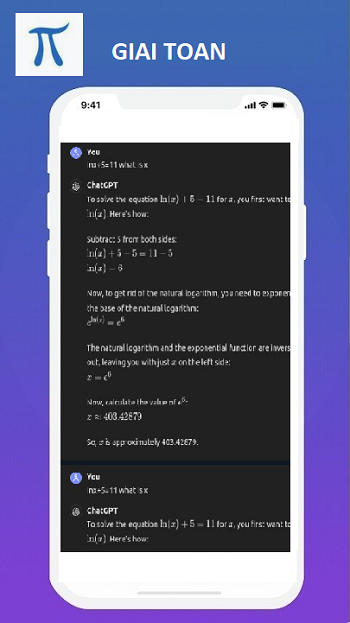 π
GIAI TOAN
9:41
You
lnx+5=11 what is x
ChatGPT
To solve the equation ln(x) + 5 = 11 for x, you first want to
ln(x). Here's how:
Subtract 5 from both sides:
ln(x) + 5 − 5 = 11 − 5
ln(x) = 6
Now, to get rid of the natural logarithm, you need to exponen
the base of the natural logarithm:
e^ln(x) = e^6
The natural logarithm and the exponential function are invers
out, leaving you with just x on the left side:
x = e^6
Now, calculate the value of e^6.
x ≈ 403.42879
So, x is approximately 403.42879.
You
lnx+5=11 what is x
ChatGPT
To solve the equation ln(x) + 5 = 11 for x, you first want to
ln(x). Here's how: